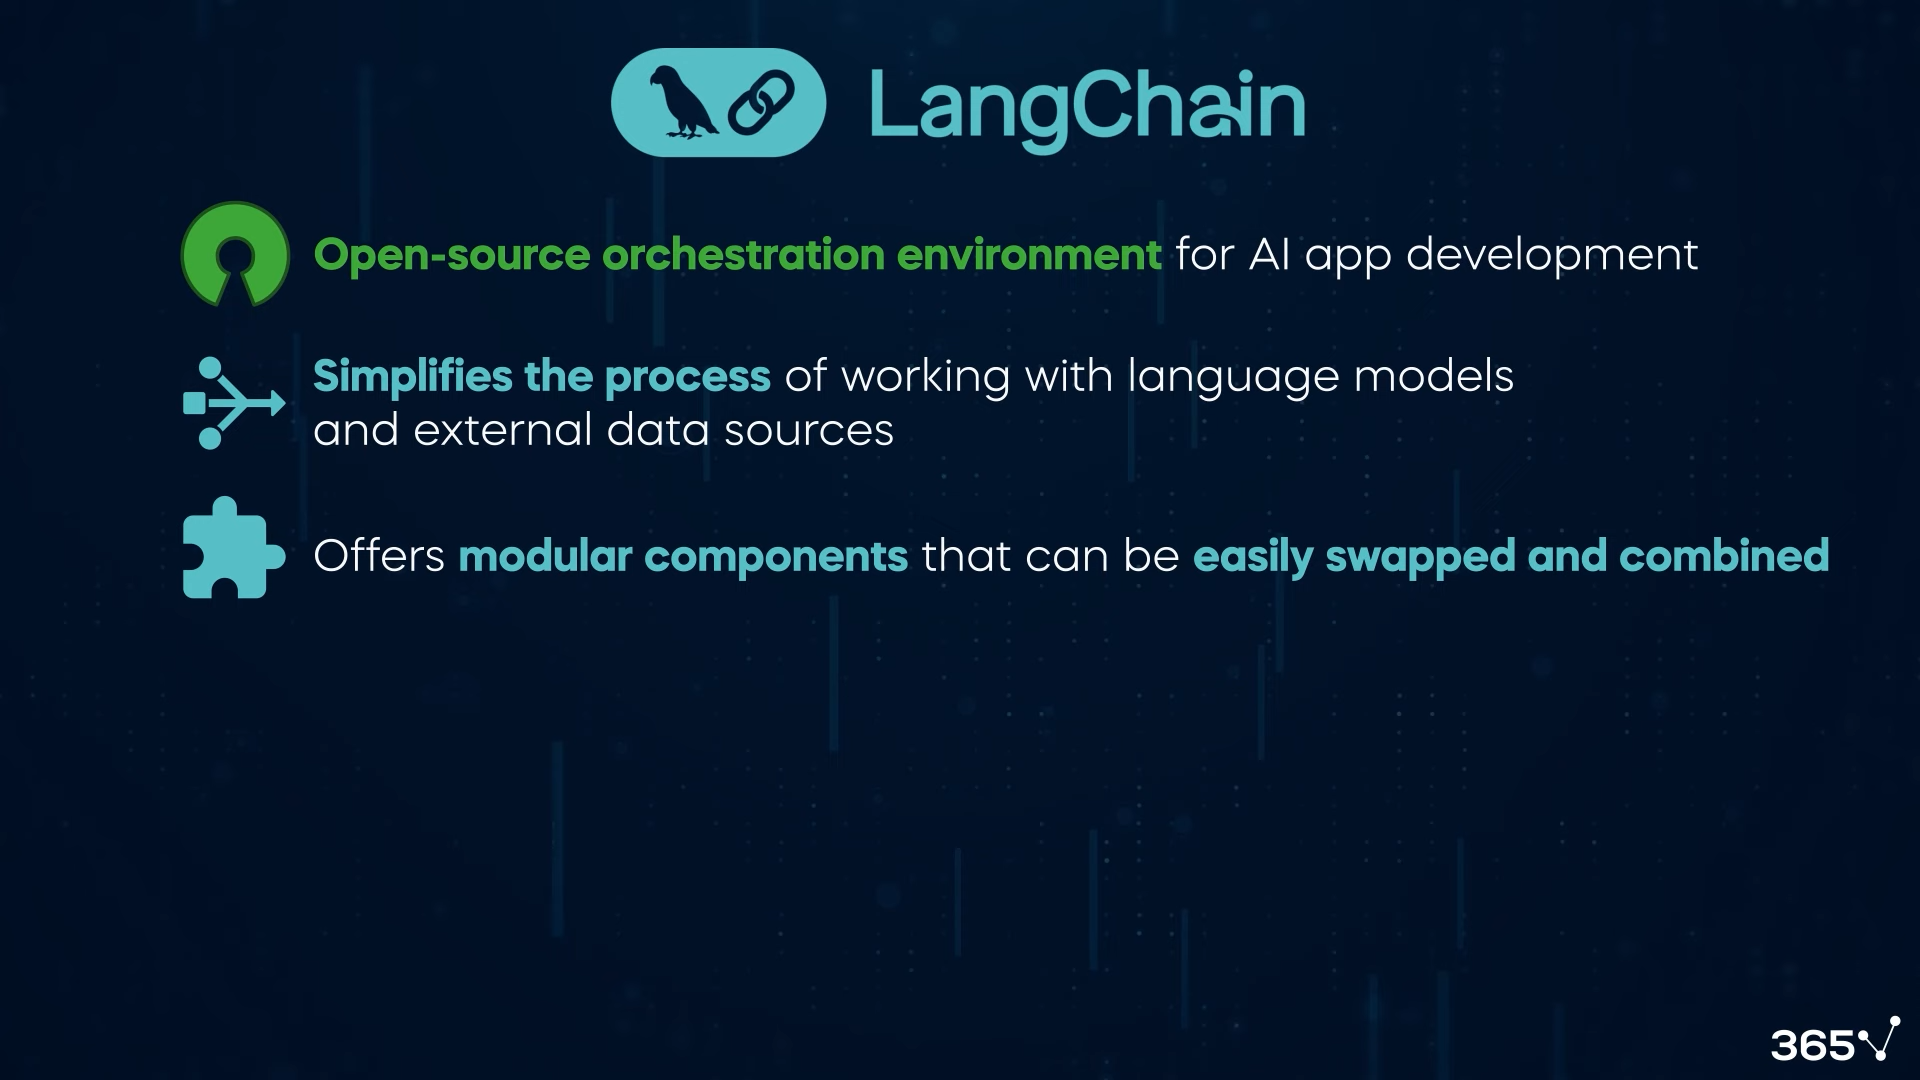 LangChain
Open-source orchestration environment for AI app development
Simplifies the process of working with language models
and external data sources
Offers modular components that can be easily swapped and combined
365